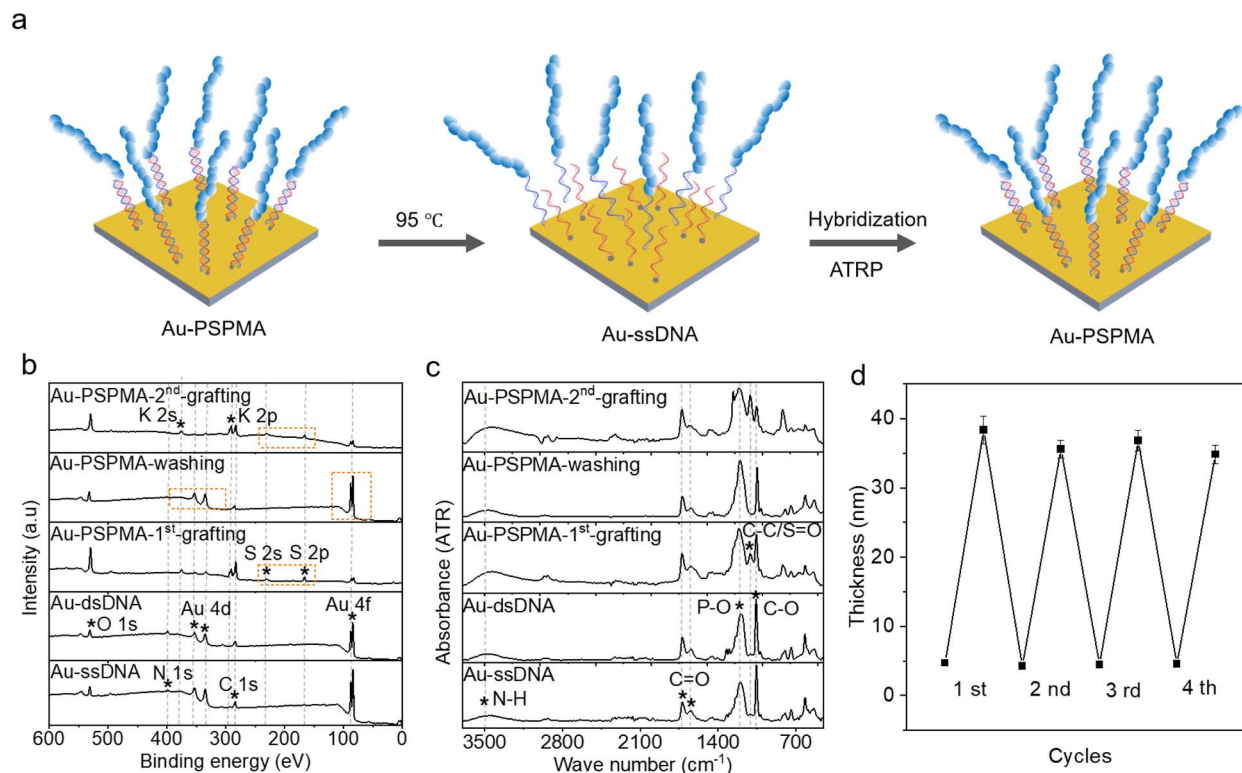 a
95 ℃
Hybridization
ATRP
Au-PSPMA
Au-ssDNA
Au-PSPMA
b
Au-PSPMA-2nd-grafting
K 2s
* K 2p
*
Au-PSPMA-washing
Au-PSPMA-1st-grafting
S 2s S 2p
* *
Au-dsDNA
Au 4d
Au 4f
*O 1s
* *
*
Au-ssDNA
N 1s
*
C 1s
*
Intensity (a.u)
600 500 400 300 200 100 0
Binding energy (eV)
c
Au-PSPMA-2nd-grafting
Au-PSPMA-washing
Au-PSPMA-1st-grafting
C-C/S=O
*
Au-dsDNA
P-O *
*
C-O
Au-ssDNA
C=O
* *
* N-H
Absorbance (ATR)
3500 2800 2100 1400 700
Wave number (cm-1)
d
40
30
20
10
0
Thickness (nm)
1 st 2 nd 3 rd 4 th
Cycles